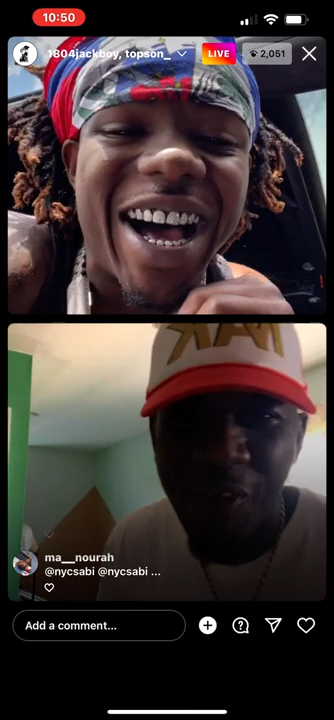 10:50
1804jackboy, topson_
LIVE
2,051
ma__nourah
@nycsabi @nycsabi ...
Add a comment...